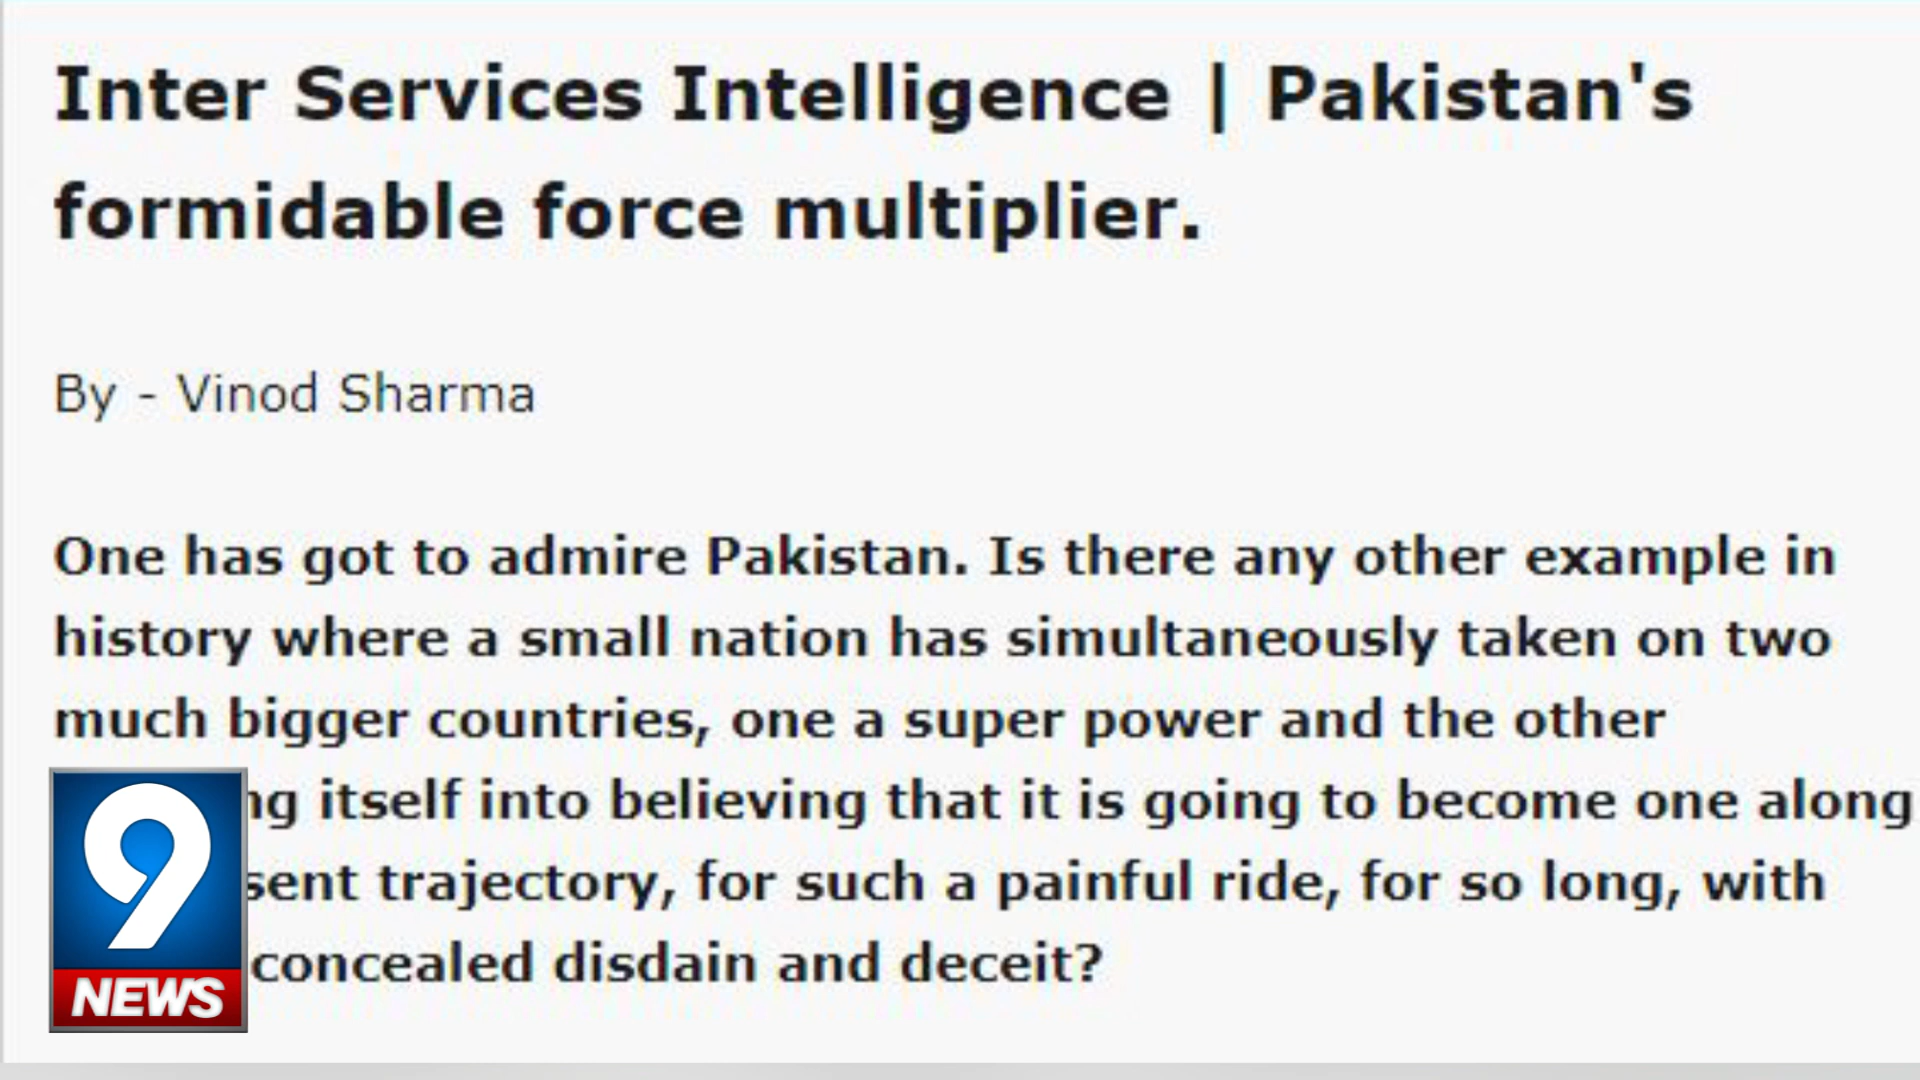 Inter Services Intelligence | Pakistan's
formidable force multiplier.
By - Vinod Sharma
One has got to admire Pakistan. Is there any other example in
history where a small nation has simultaneously taken on two
much bigger countries, one a super power and the other
itself into believing that it is going to become one along
trajectory, for such a painful ride, for so long, with
concealed disdain and deceit?
9
NEWS